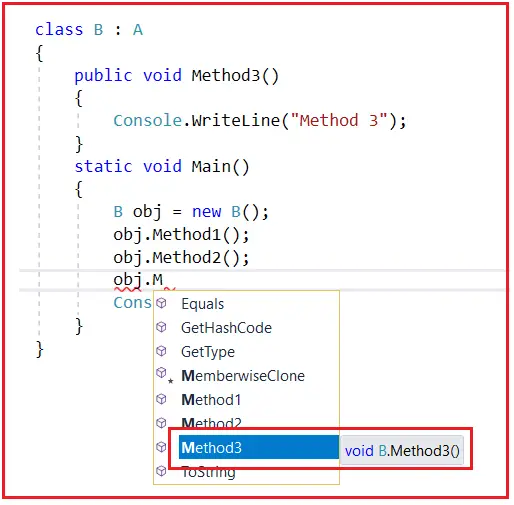 class B : A
{
public void Method3()
{
Console.WriteLine("Method 3");
}
static void Main()
{
B obj = new B();
obj.Method1();
obj.Method2();
obj.M
Cons
}
}
Equals
GetHashCode
GetType
MemberwiseClone
Method1
Method2
Method3
void B.Method3()
ToString